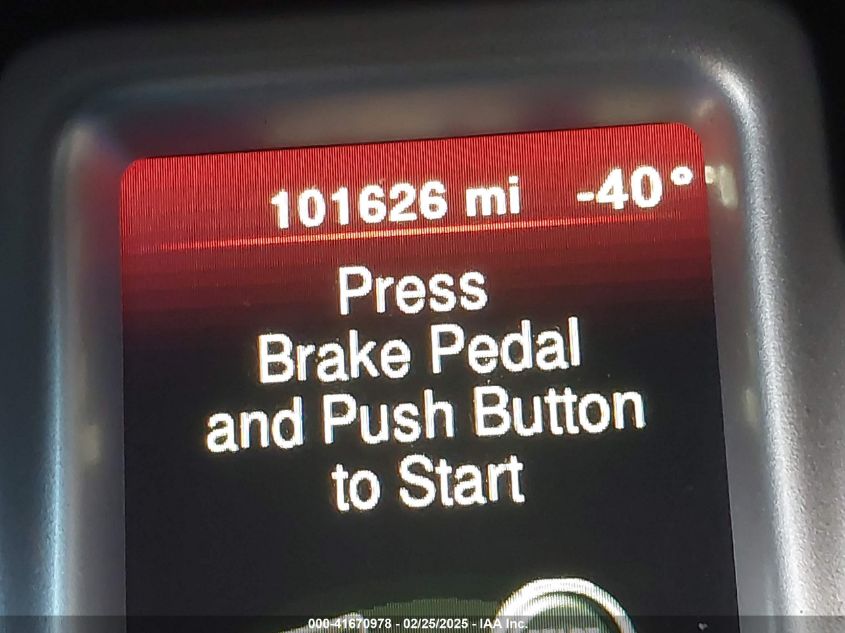 101626 mi -40°
Press
Brake Pedal
and Push Button
to Start
000-41670978 - 02/25/2025 - IAA Inc.